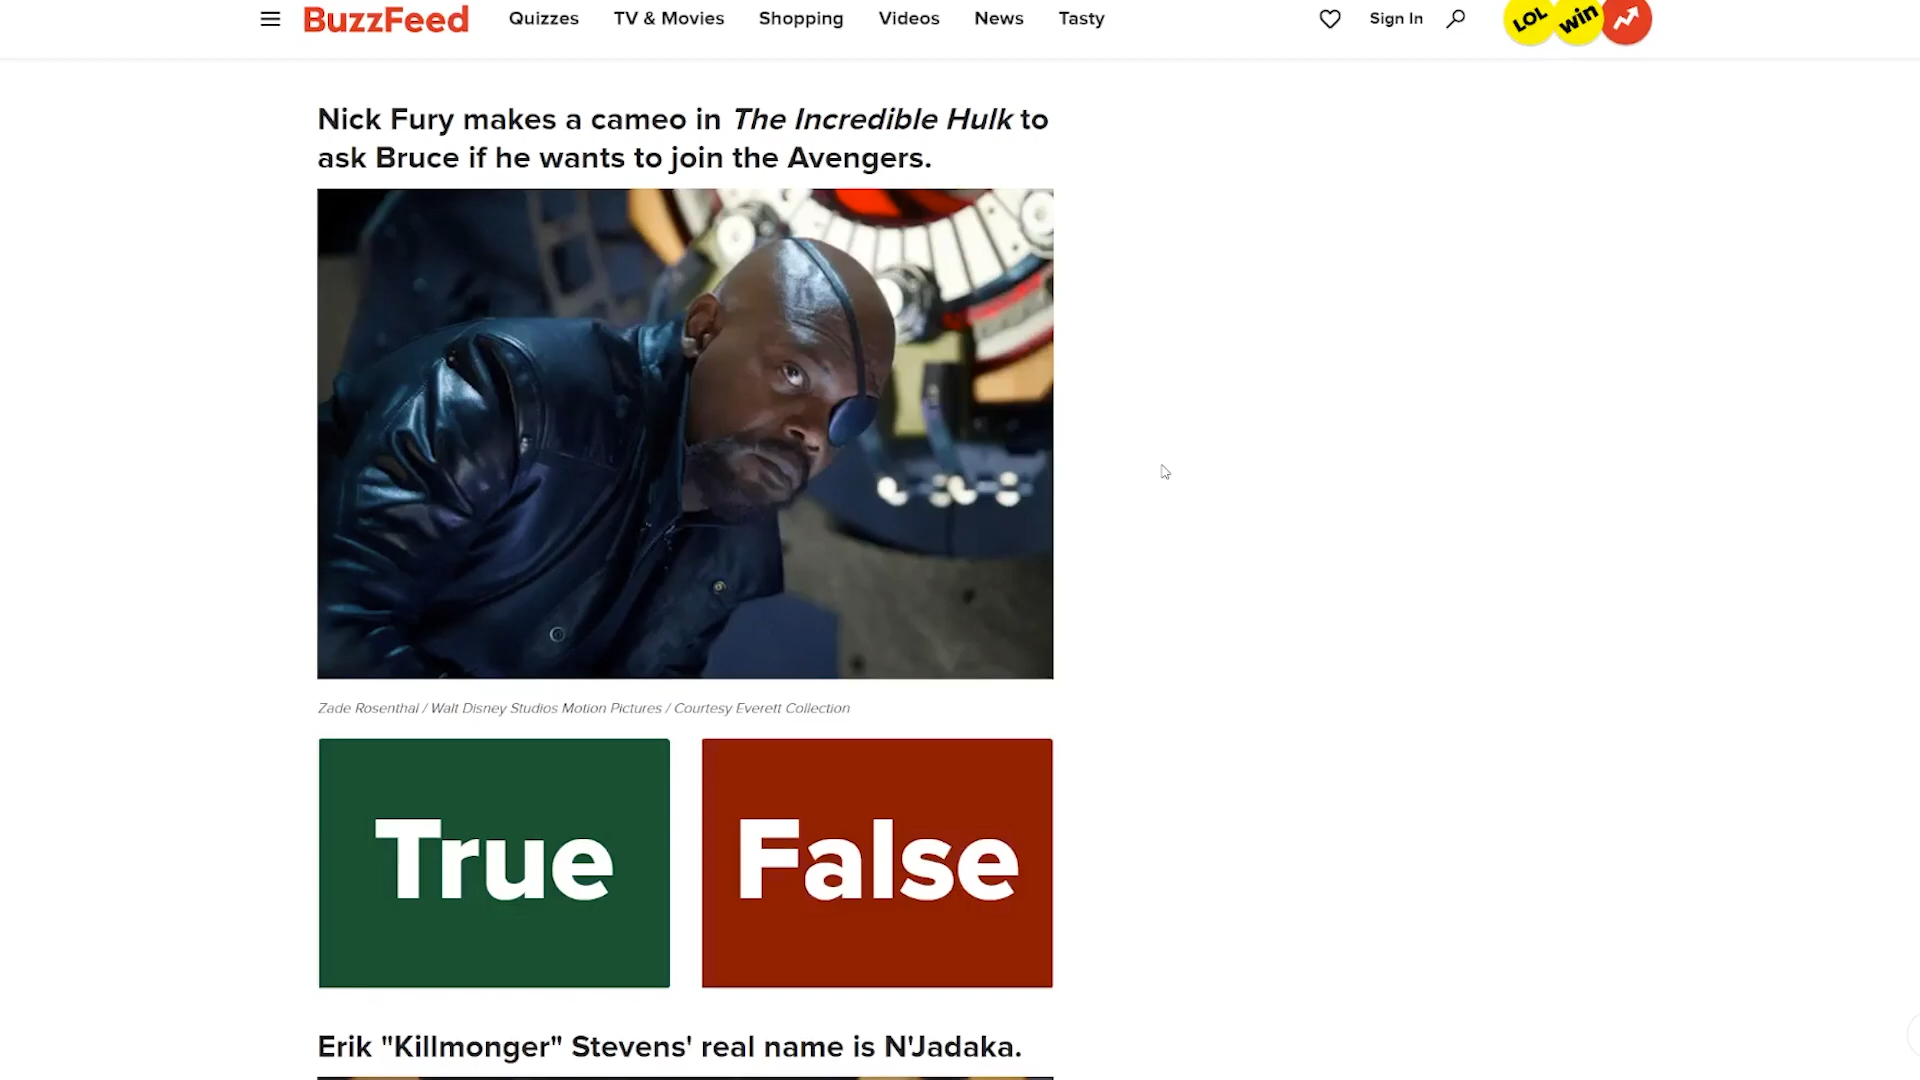 BuzzFeed Quizzes TV & Movies Shopping Videos News Tasty Sign In LOL win
Nick Fury makes a cameo in The Incredible Hulk to
ask Bruce if he wants to join the Avengers.
Zade Rosenthal / Walt Disney Studios Motion Pictures / Courtesy Everett Collection
True False
Erik "Killmonger" Stevens' real name is N'Jadaka.